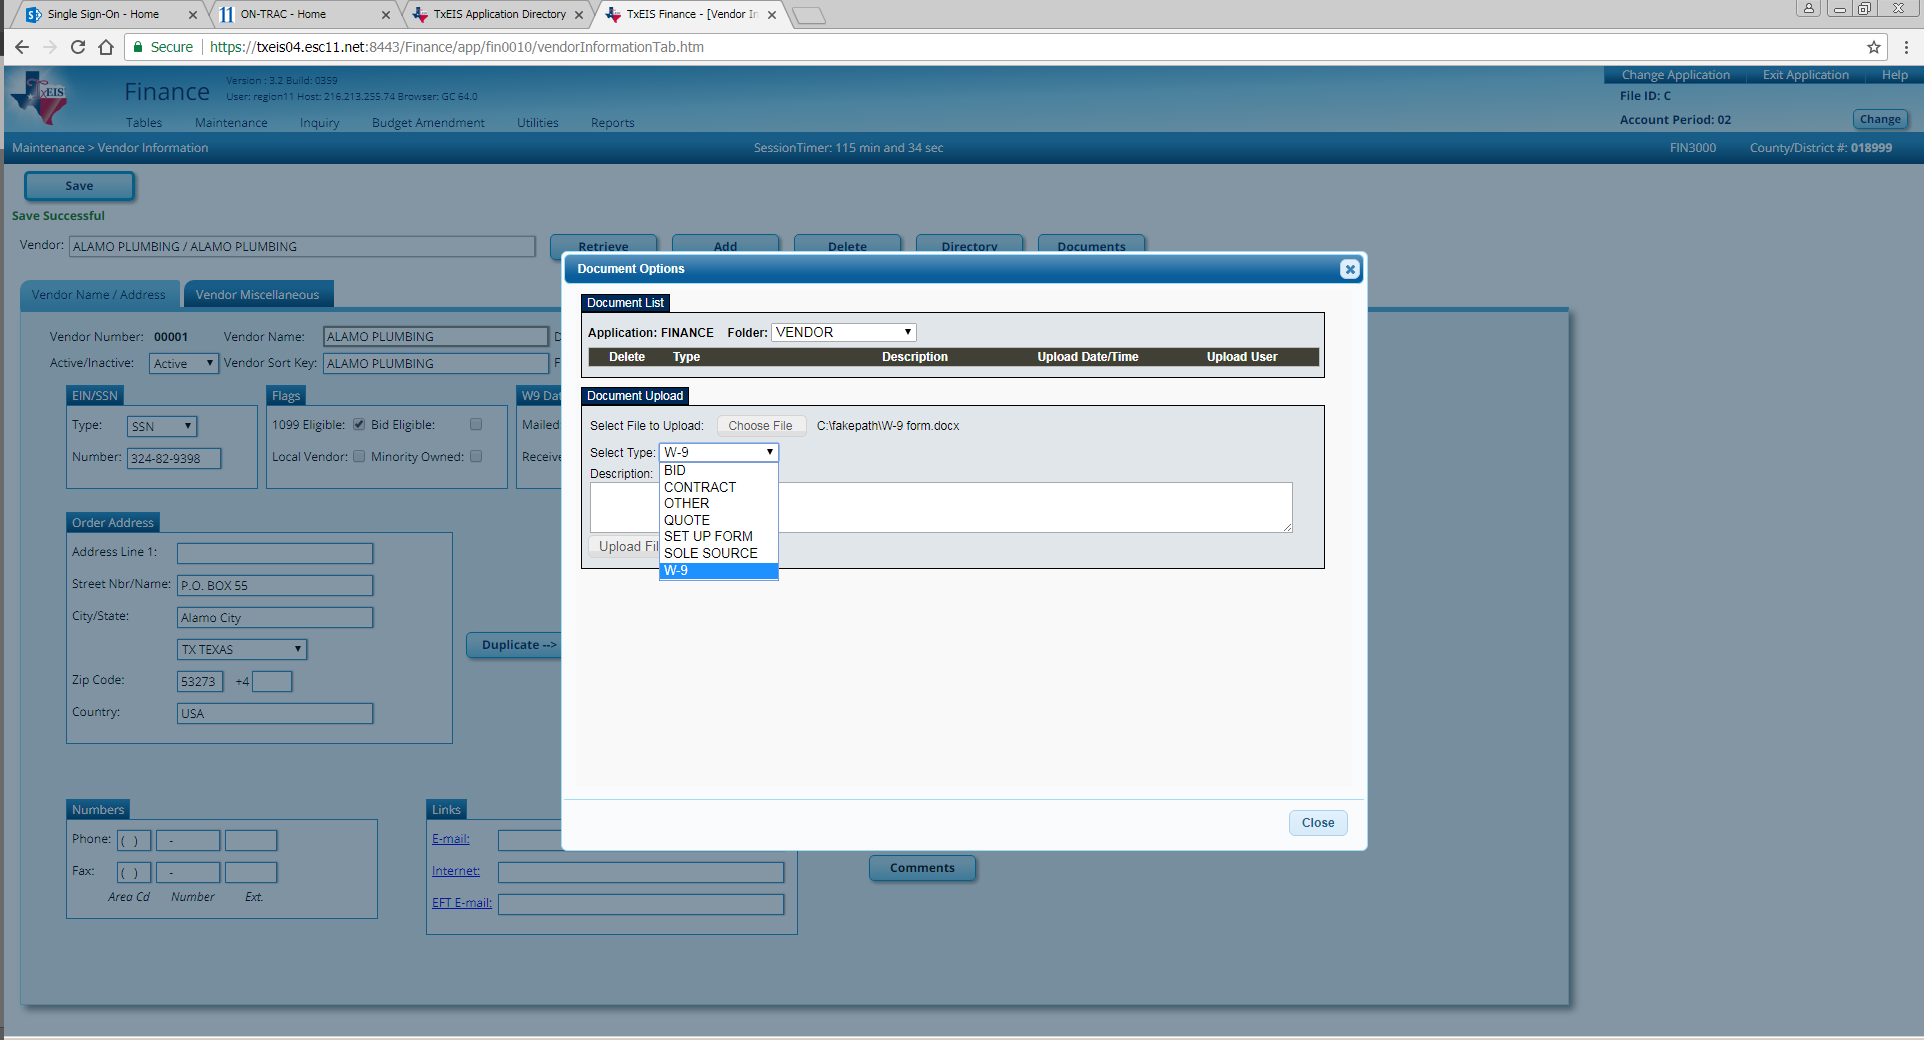 Single Sign-On - Home
11 ON-TRAC - Home
TxEIS Application Directory
TxEIS Finance - [Vendor In
Secure https://txeis04.esc11.net:8443/Finance/app/fin0010/vendorInformationTab.htm
TxEIS
Finance
Version : 3.2 Build: 0359
User: region11 Host: 216.213.255.74 Browser: GC 64.0
Change Application Exit Application Help
File ID: C
Account Period: 02 Change
Tables Maintenance Inquiry Budget Amendment Utilities Reports
Maintenance > Vendor Information SessionTimer: 115 min and 34 sec FIN3000 County/District #: 018999
Save
Save Successful
Vendor: ALAMO PLUMBING / ALAMO PLUMBING Retrieve Add Delete Directory Documents
Vendor Name / Address Vendor Miscellaneous
Vendor Number: 00001 Vendor Name: ALAMO PLUMBING D
Active/Inactive: Active Vendor Sort Key: ALAMO PLUMBING F
EIN/SSN
Type: SSN
Number: 324-82-9398
Flags
1099 Eligible: Bid Eligible:
Local Vendor: Minority Owned:
W9 Dat
Mailed
Receive
Order Address
Address Line 1:
Street Nbr/Name: P.O. BOX 55
City/State: Alamo City
TX TEXAS
Zip Code: 53273 +4
Country: USA
Duplicate -->
Numbers
Phone: ( ) -
Fax: ( ) -
Area Cd Number Ext.
Links
E-mail:
Internet:
EFT E-mail:
Comments
Document Options
Document List
Application: FINANCE Folder: VENDOR
Delete Type Description Upload Date/Time Upload User
Document Upload
Select File to Upload: Choose File C:\fakepath\W-9 form.docx
Select Type: W-9
BID
CONTRACT
OTHER
QUOTE
SET UP FORM
SOLE SOURCE
W-9
Description:
Upload Fil
Close